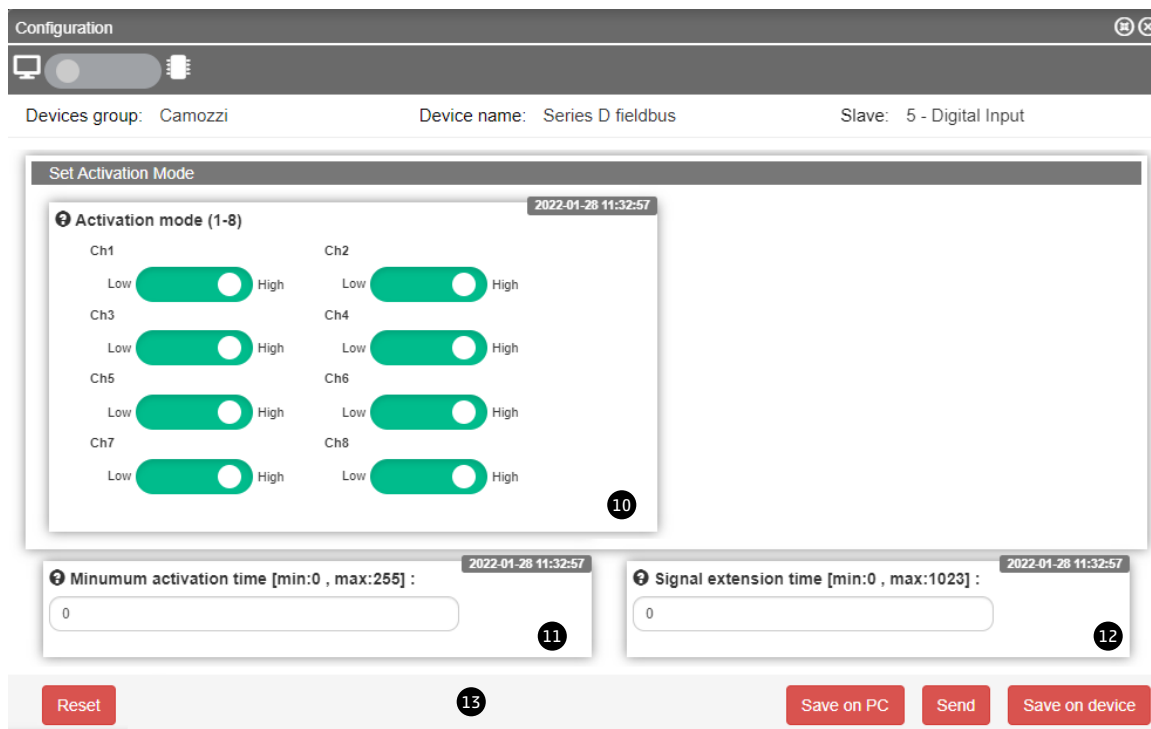 Configuration
Devices group: Camozzi Device name: Series D fieldbus Slave: 5 - Digital Input
Set Activation Mode
2022-01-28 11:32:57
Activation mode (1-8)
Ch1 Ch2
Low High Low High
Ch3 Ch4
Low High Low High
Ch5 Ch6
Low High Low High
Ch7 Ch8
Low High Low High
10
2022-01-28 11:32:57 2022-01-28 11:32:57
Minumum activation time [min:0 , max:255] : Signal extension time [min:0 , max:1023] :
0 0
11 12
Reset 13 Save on PC Send Save on device